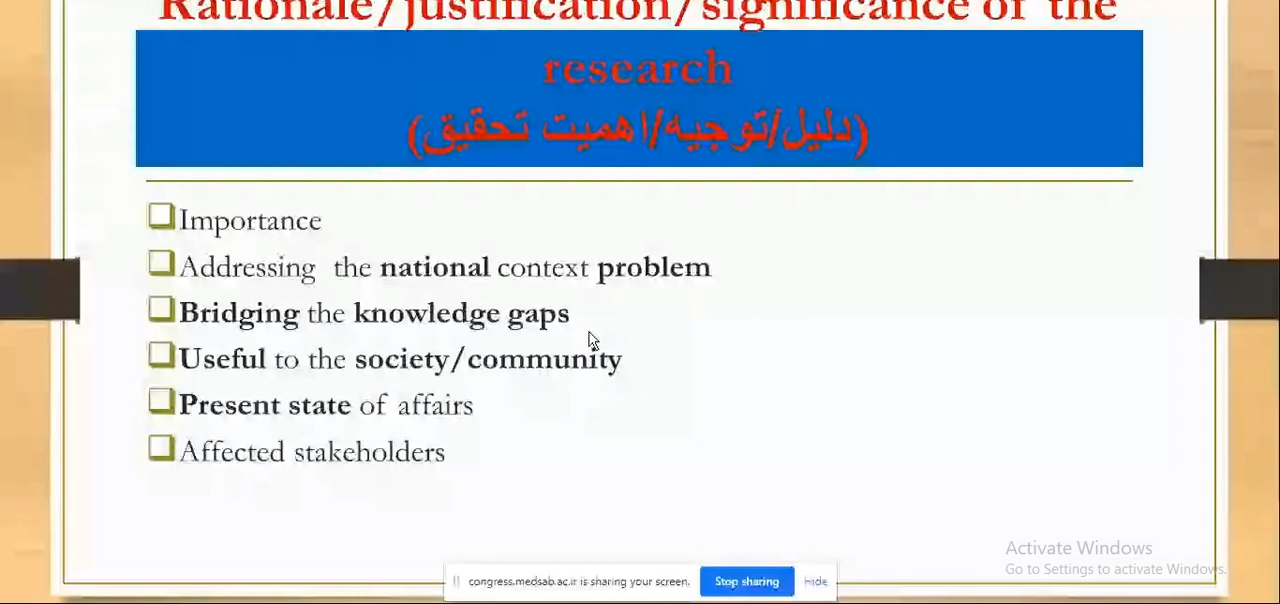 Rationale/justification/significance of the
research
(دلیل/توجیه/اهمیت تحقیق)
Importance
Addressing the national context problem
Bridging the knowledge gaps
Useful to the society/community
Present state of affairs
Affected stakeholders
Activate Windows
Go to Settings to activate Windows.
congress.medsab.ac.ir is sharing your screen.
Stop sharing
Hide